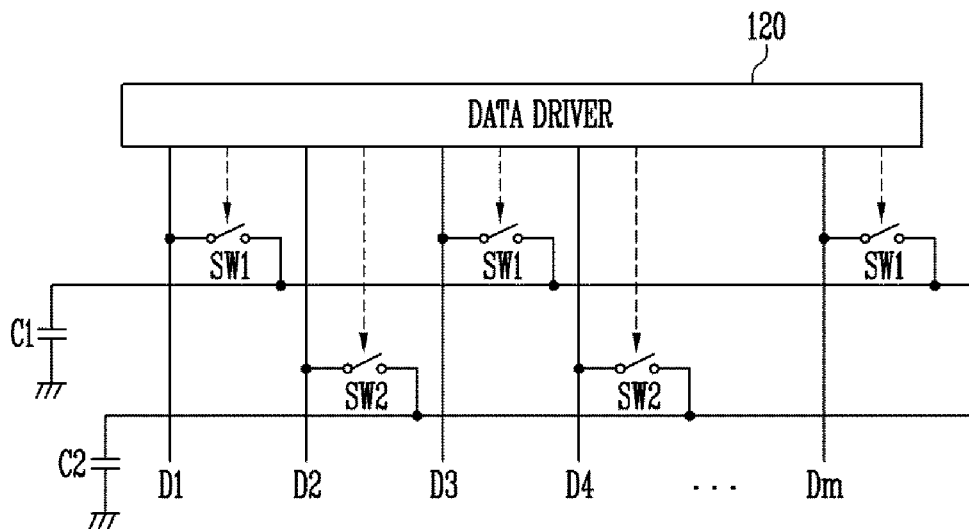 120
DATA DRIVER
SW1 SW1 SW1
C1
SW2 SW2
C2
D1 D2 D3 D4 . . . Dm